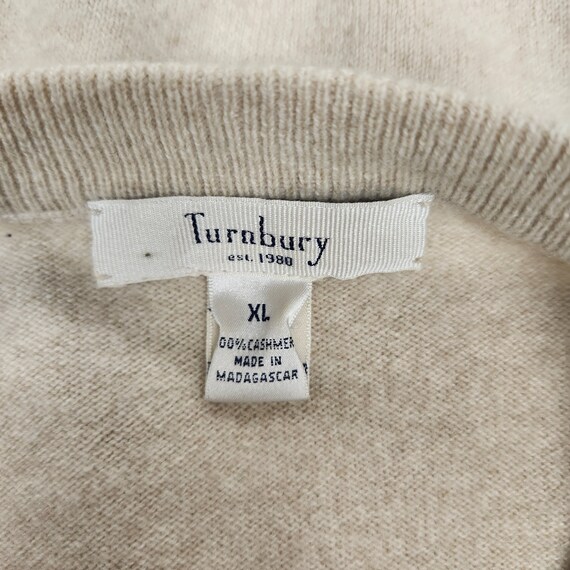 Turnbury
est. 1980
XL
00%CASHMER
MADE IN
MADAGASCAR